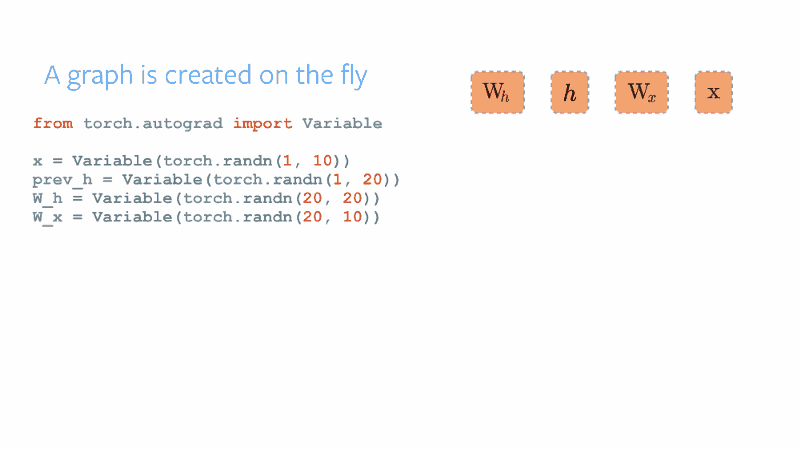 A graph is created on the fly
W_h h W_x x
from torch.autograd import Variable
x = Variable(torch.randn(1, 10))
prev_h = Variable(torch.randn(1, 20))
W_h = Variable(torch.randn(20, 20))
W_x = Variable(torch.randn(20, 10))